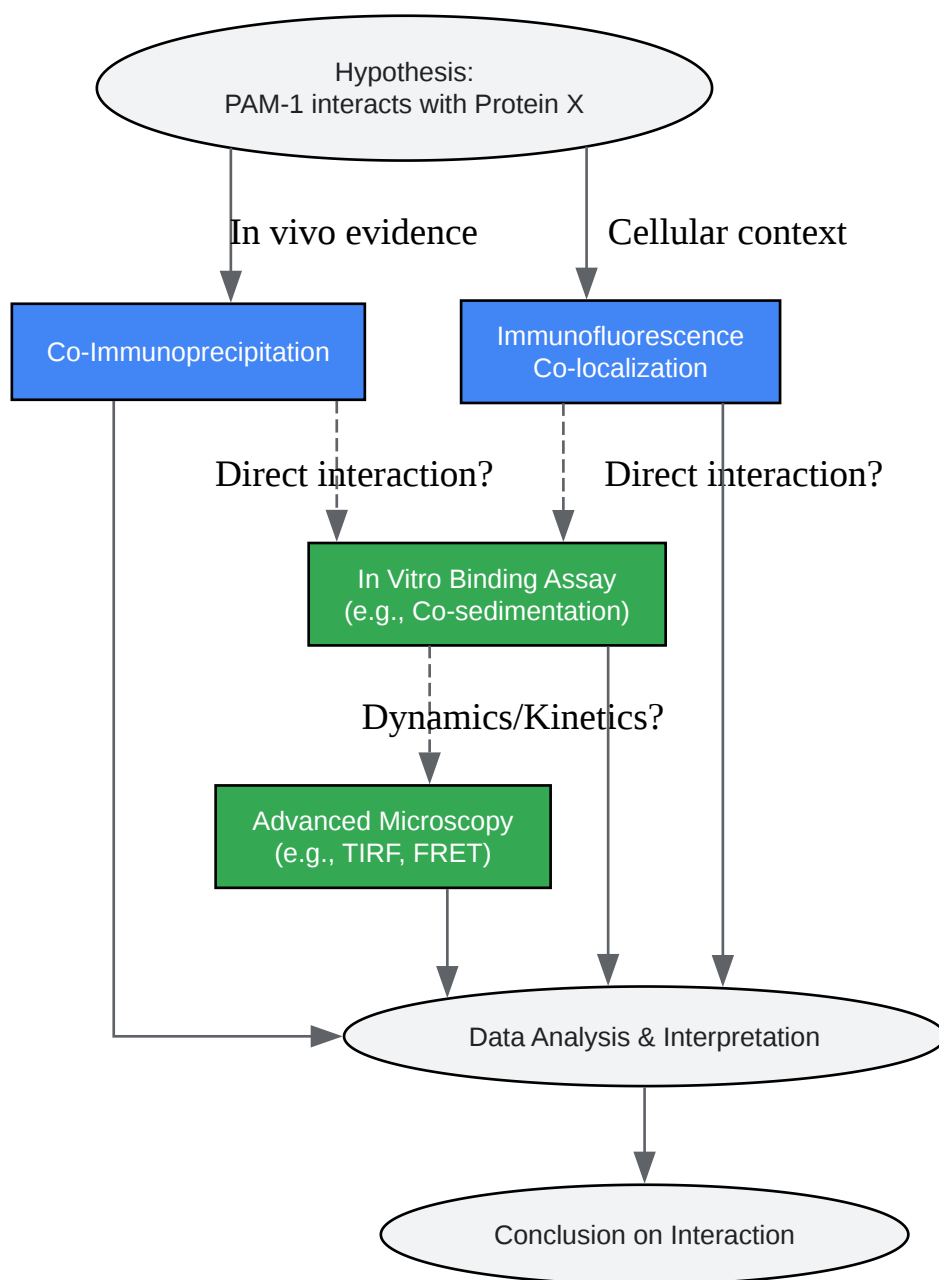 Hypothesis:
PAM-1 interacts with Protein X
In vivo evidence
Cellular context
Co-Immunoprecipitation
Immunofluorescence
Co-localization
Direct interaction?
Direct interaction?
In Vitro Binding Assay
(e.g., Co-sedimentation)
Dynamics/Kinetics?
Advanced Microscopy
(e.g., TIRF, FRET)
Data Analysis & Interpretation
Conclusion on Interaction